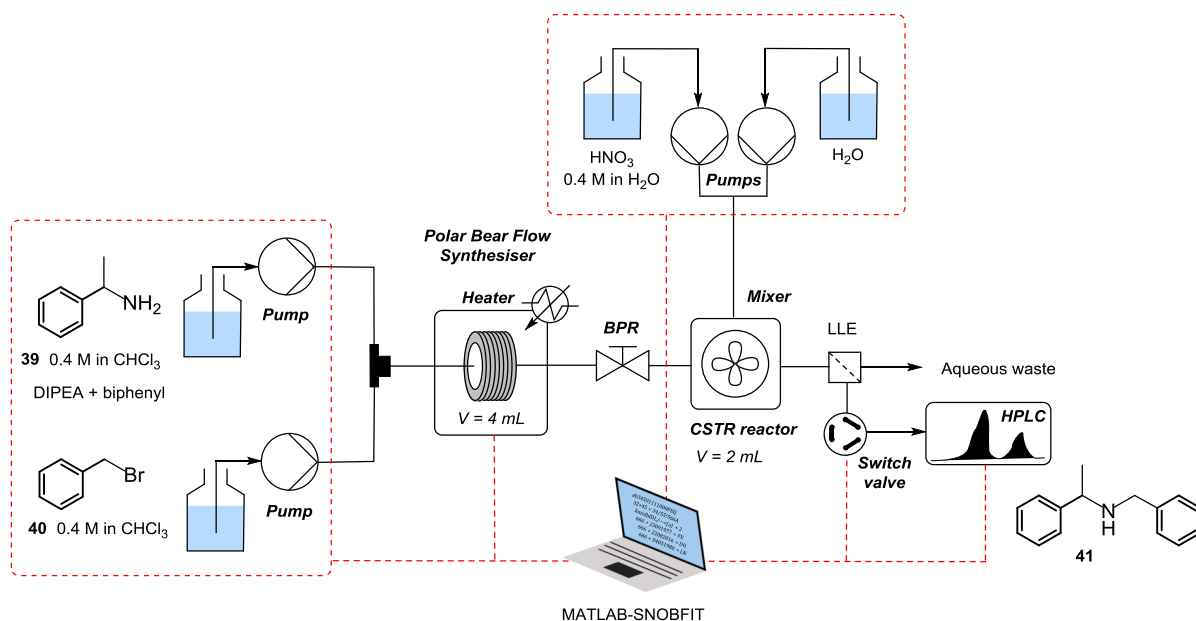 HNO3
0.4 M in H2O
Pumps
H2O
Polar Bear Flow
Synthesiser
Heater
V = 4 mL
BPR
Mixer
CSTR reactor
V = 2 mL
LLE
Aqueous waste
HPLC
Switch
valve
NH2
39 0.4 M in CHCl3
DIPEA + biphenyl
Pump
Br
40 0.4 M in CHCl3
Pump
N
H
41
MATLAB-SNOBFIT